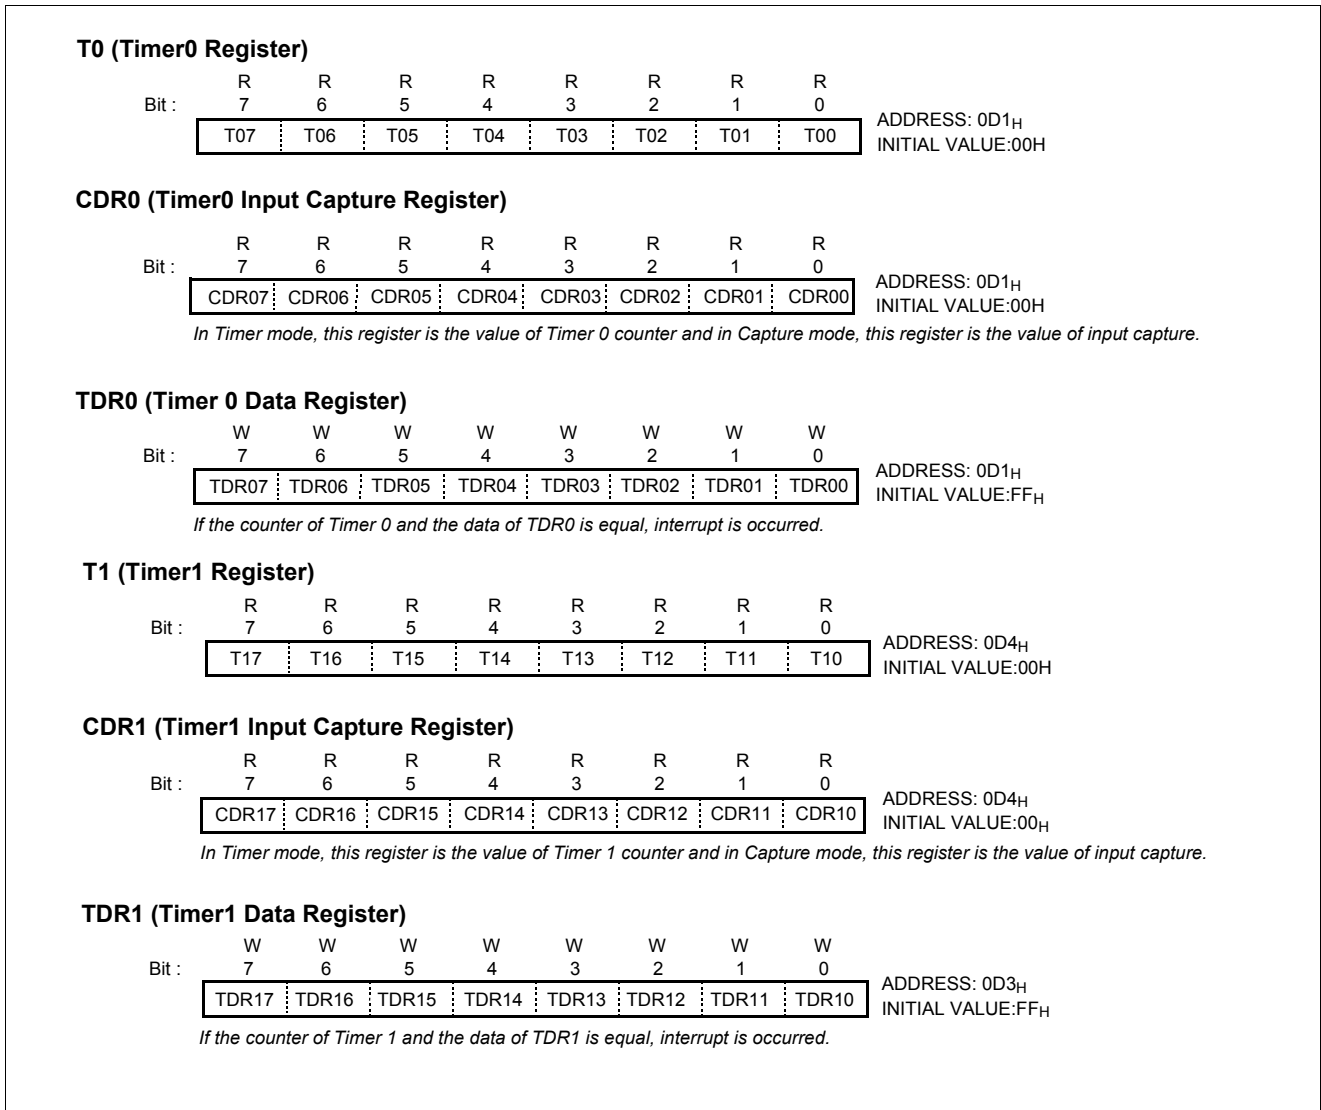 T0 (Timer0 Register)
R R R R R R R R
Bit : 7 6 5 4 3 2 1 0
T07 T06 T05 T04 T03 T02 T01 T00
ADDRESS: 0D1H
INITIAL VALUE:00H
CDR0 (Timer0 Input Capture Register)
R R R R R R R R
Bit : 7 6 5 4 3 2 1 0
CDR07 CDR06 CDR05 CDR04 CDR03 CDR02 CDR01 CDR00
ADDRESS: 0D1H
INITIAL VALUE:00H
In Timer mode, this register is the value of Timer 0 counter and in Capture mode, this register is the value of input capture.
TDR0 (Timer 0 Data Register)
W W W W W W W W
Bit : 7 6 5 4 3 2 1 0
TDR07 TDR06 TDR05 TDR04 TDR03 TDR02 TDR01 TDR00
ADDRESS: 0D1H
INITIAL VALUE:FFH
If the counter of Timer 0 and the data of TDR0 is equal, interrupt is occurred.
T1 (Timer1 Register)
R R R R R R R R
Bit : 7 6 5 4 3 2 1 0
T17 T16 T15 T14 T13 T12 T11 T10
ADDRESS: 0D4H
INITIAL VALUE:00H
CDR1 (Timer1 Input Capture Register)
R R R R R R R R
Bit : 7 6 5 4 3 2 1 0
CDR17 CDR16 CDR15 CDR14 CDR13 CDR12 CDR11 CDR10
ADDRESS: 0D4H
INITIAL VALUE:00H
In Timer mode, this register is the value of Timer 1 counter and in Capture mode, this register is the value of input capture.
TDR1 (Timer1 Data Register)
W W W W W W W W
Bit : 7 6 5 4 3 2 1 0
TDR17 TDR16 TDR15 TDR14 TDR13 TDR12 TDR11 TDR10
ADDRESS: 0D3H
INITIAL VALUE:FFH
If the counter of Timer 1 and the data of TDR1 is equal, interrupt is occurred.